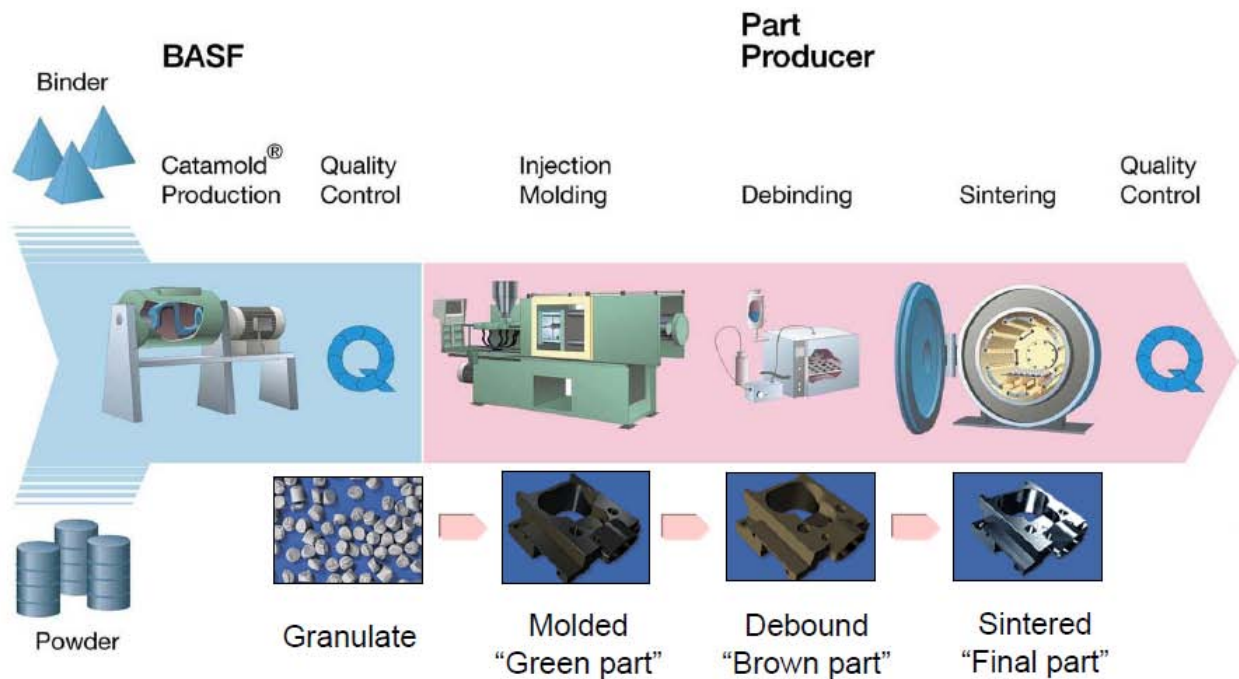 BASF
Part
Producer
Binder
Catamold®
Production
Quality
Control
Injection
Molding
Debinding
Sintering
Quality
Control
Q
Q
Powder
Granulate
Molded
“Green part”
Debound
“Brown part”
Sintered
“Final part”